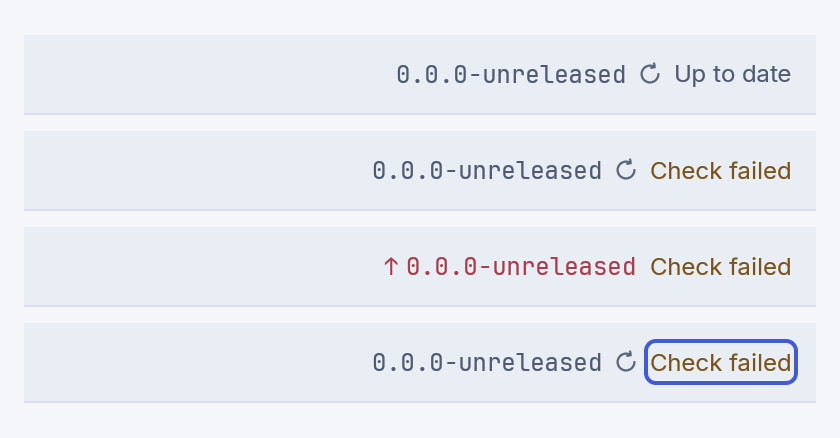 0.0.0-unreleased Up to date
0.0.0-unreleased Check failed
↑ 0.0.0-unreleased Check failed
0.0.0-unreleased Check failed